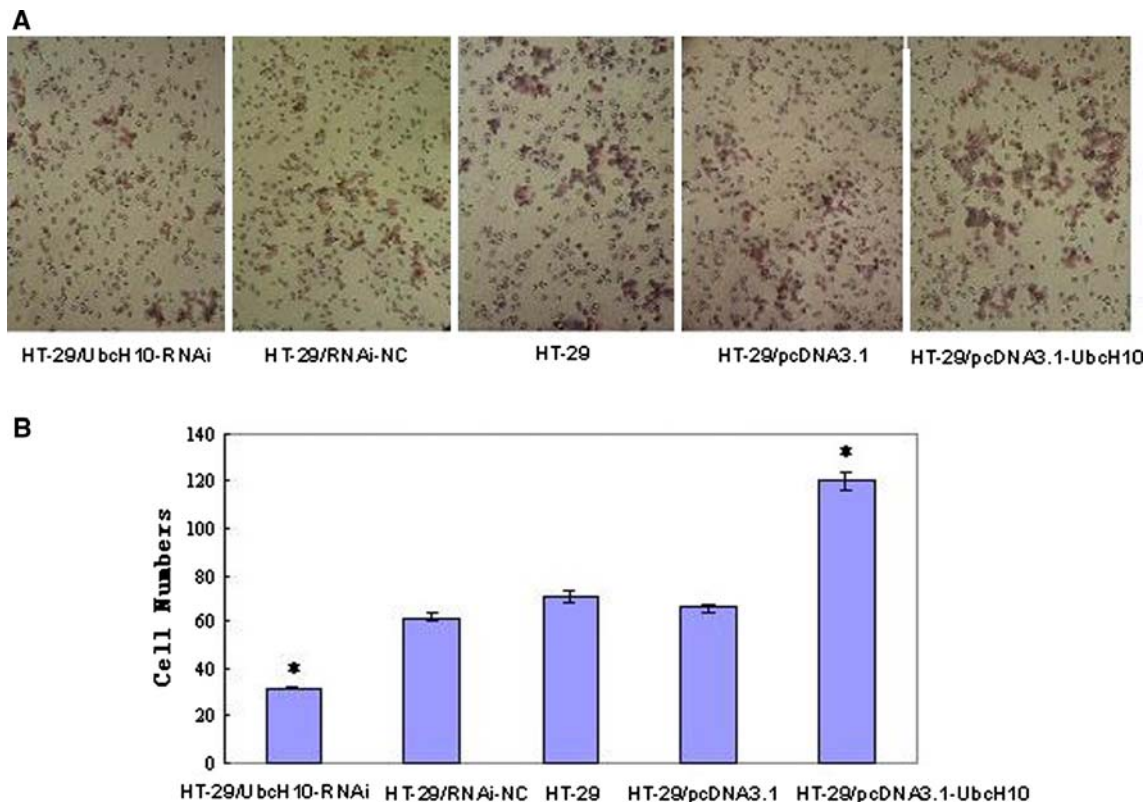 A
HT-29/UbcH10-RNAi HT-29/RNAi-NC HT-29 HT-29/pcDNA3.1 HT-29/pcDNA3.1-UbcH10
B
140
120
100
80
60
40
20
0
Cell Numbers
*
*
HT-29/UbcH10-RNAi HT-29/RNAi-NC HT-29 HT-29/pcDNA3.1 HT-29/pcDNA3.1-UbcH10